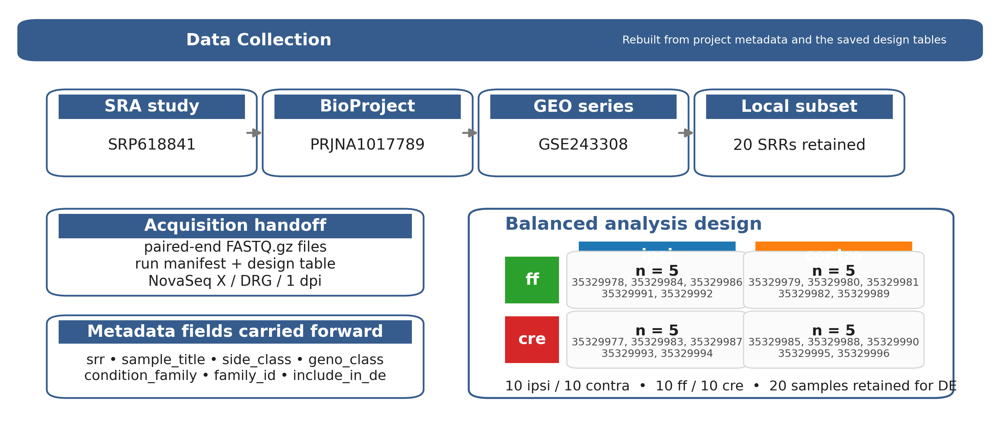 Data Collection
Rebuilt from project metadata and the saved design tables
SRA study
BioProject
GEO series
Local subset
SRP618841
PRJNA1017789
GSE243308
20 SRRs retained
Acquisition handoff
paired-end FASTQ.gz files
run manifest + design table
NovaSeq X / DRG / 1 dpi
Metadata fields carried forward
srr • sample_title • side_class • geno_class
condition_family • family_id • include_in_de
Balanced analysis design
ipsi
contra
ff
n = 5
35329978, 35329984, 35329986
35329991, 35329992
n = 5
35329979, 35329980, 35329981
35329982, 35329989
cre
n = 5
35329977, 35329983, 35329987
35329993, 35329994
n = 5
35329985, 35329988, 35329990
35329995, 35329996
10 ipsi / 10 contra • 10 ff / 10 cre • 20 samples retained for DE